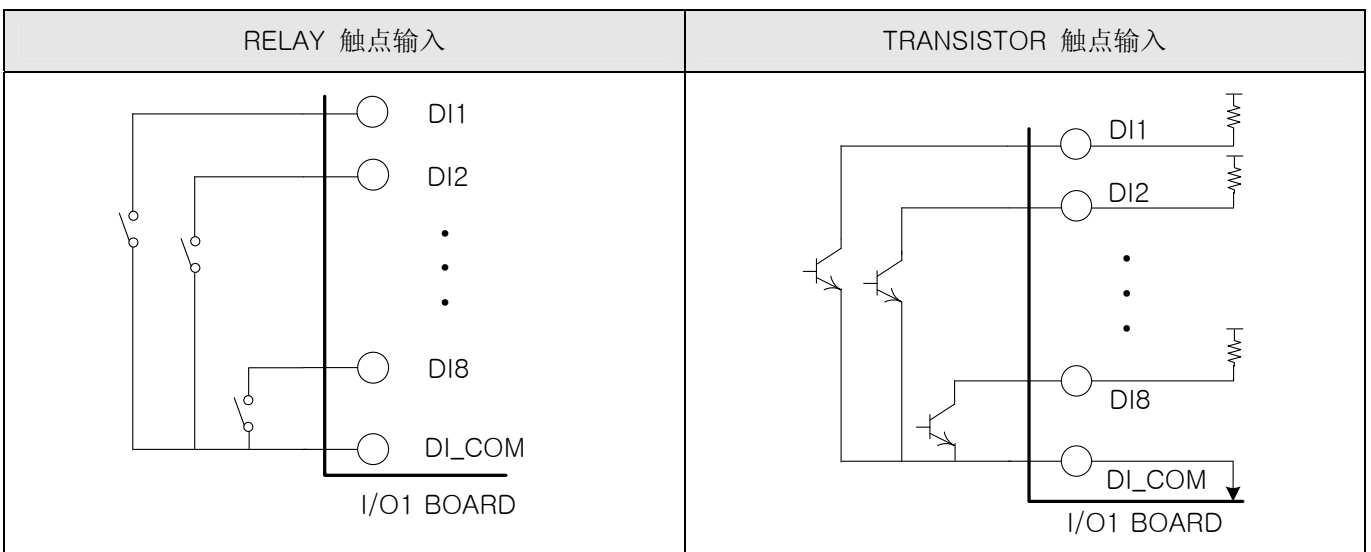 RELAY 触点输入
TRANSISTOR 触点输入
DI1
DI2
DI8
DI_COM
I/O1 BOARD
DI1
DI2
DI8
DI_COM
I/O1 BOARD